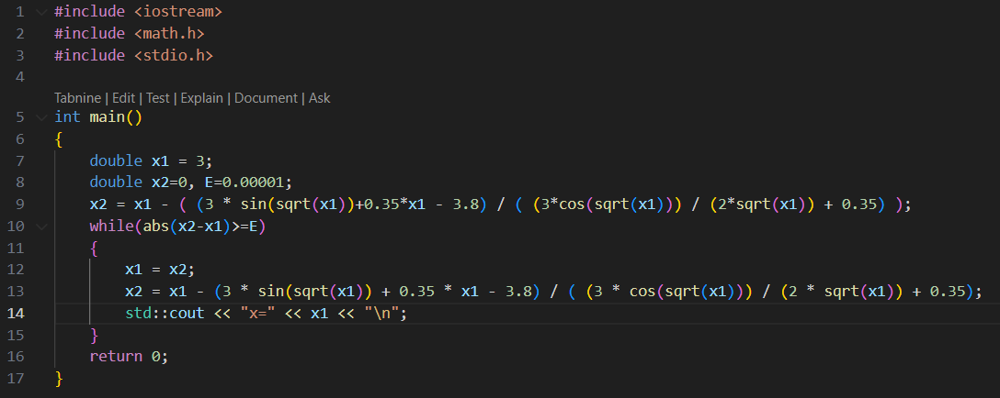 1 #include <iostream>
2 #include <math.h>
3 #include <stdio.h>
4
Tabnine | Edit | Test | Explain | Document | Ask
5 int main()
6 {
7     double x1 = 3;
8     double x2=0, E=0.00001;
9     x2 = x1 - ( (3 * sin(sqrt(x1))+0.35*x1 - 3.8) / ( (3*cos(sqrt(x1))) / (2*sqrt(x1)) + 0.35) );
10     while(abs(x2-x1)>=E)
11     {
12         x1 = x2;
13         x2 = x1 - (3 * sin(sqrt(x1)) + 0.35 * x1 - 3.8) / ( (3 * cos(sqrt(x1))) / (2 * sqrt(x1)) + 0.35);
14         std::cout << "x=" << x1 << "\n";
15     }
16     return 0;
17 }